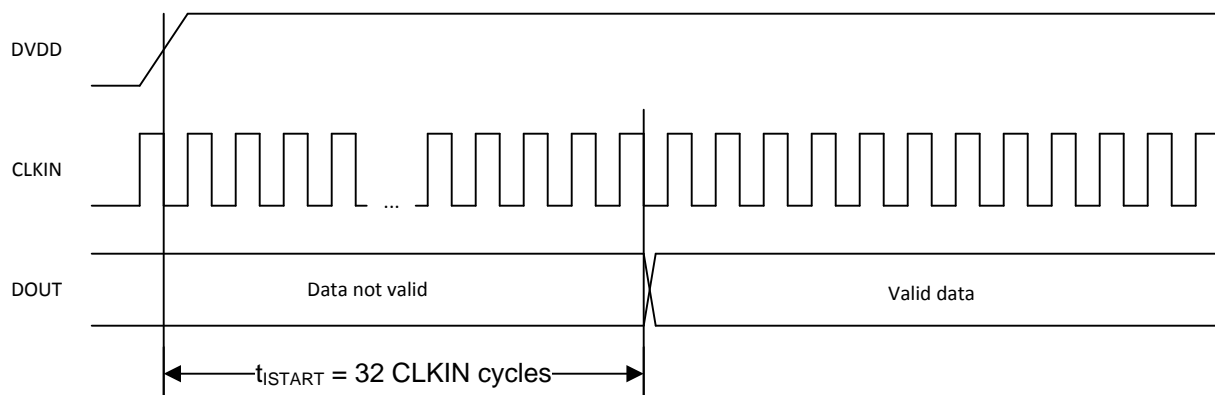 DVDD
CLKIN
...
DOUT
Data not valid
Valid data
tISTART = 32 CLKIN cycles